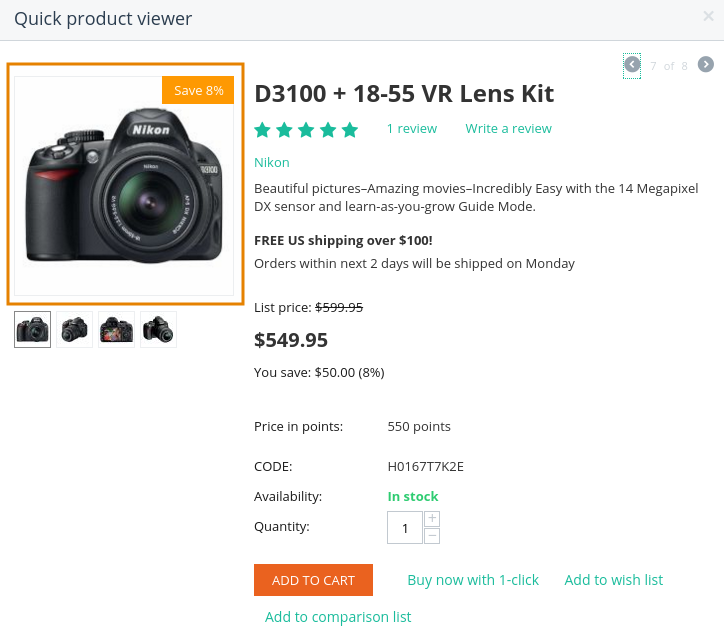 Quick product viewer
×
7 of 8
Save 8%
Nikon
Nikon
D3100
D3100 + 18-55 VR Lens Kit
1 review
Write a review
Nikon
Beautiful pictures–Amazing movies–Incredibly Easy with the 14 Megapixel
DX sensor and learn-as-you-grow Guide Mode.
FREE US shipping over $100!
Orders within next 2 days will be shipped on Monday
List price: $599.95
$549.95
You save: $50.00 (8%)
Price in points: 550 points
CODE: H0167T7K2E
Availability: In stock
Quantity: 1 + −
ADD TO CART
Buy now with 1-click
Add to wish list
Add to comparison list